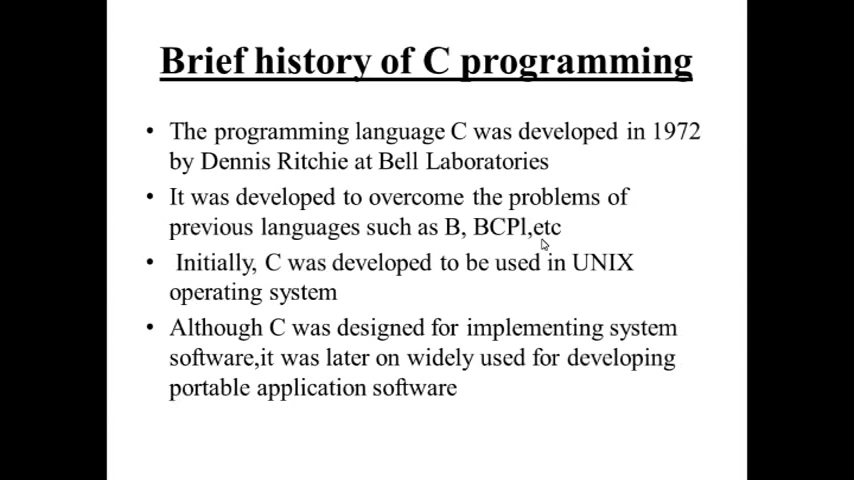 Brief history of C programming
• The programming language C was developed in 1972
by Dennis Ritchie at Bell Laboratories
• It was developed to overcome the problems of
previous languages such as B, BCPl,etc
• Initially, C was developed to be used in UNIX
operating system
• Although C was designed for implementing system
software,it was later on widely used for developing
portable application software